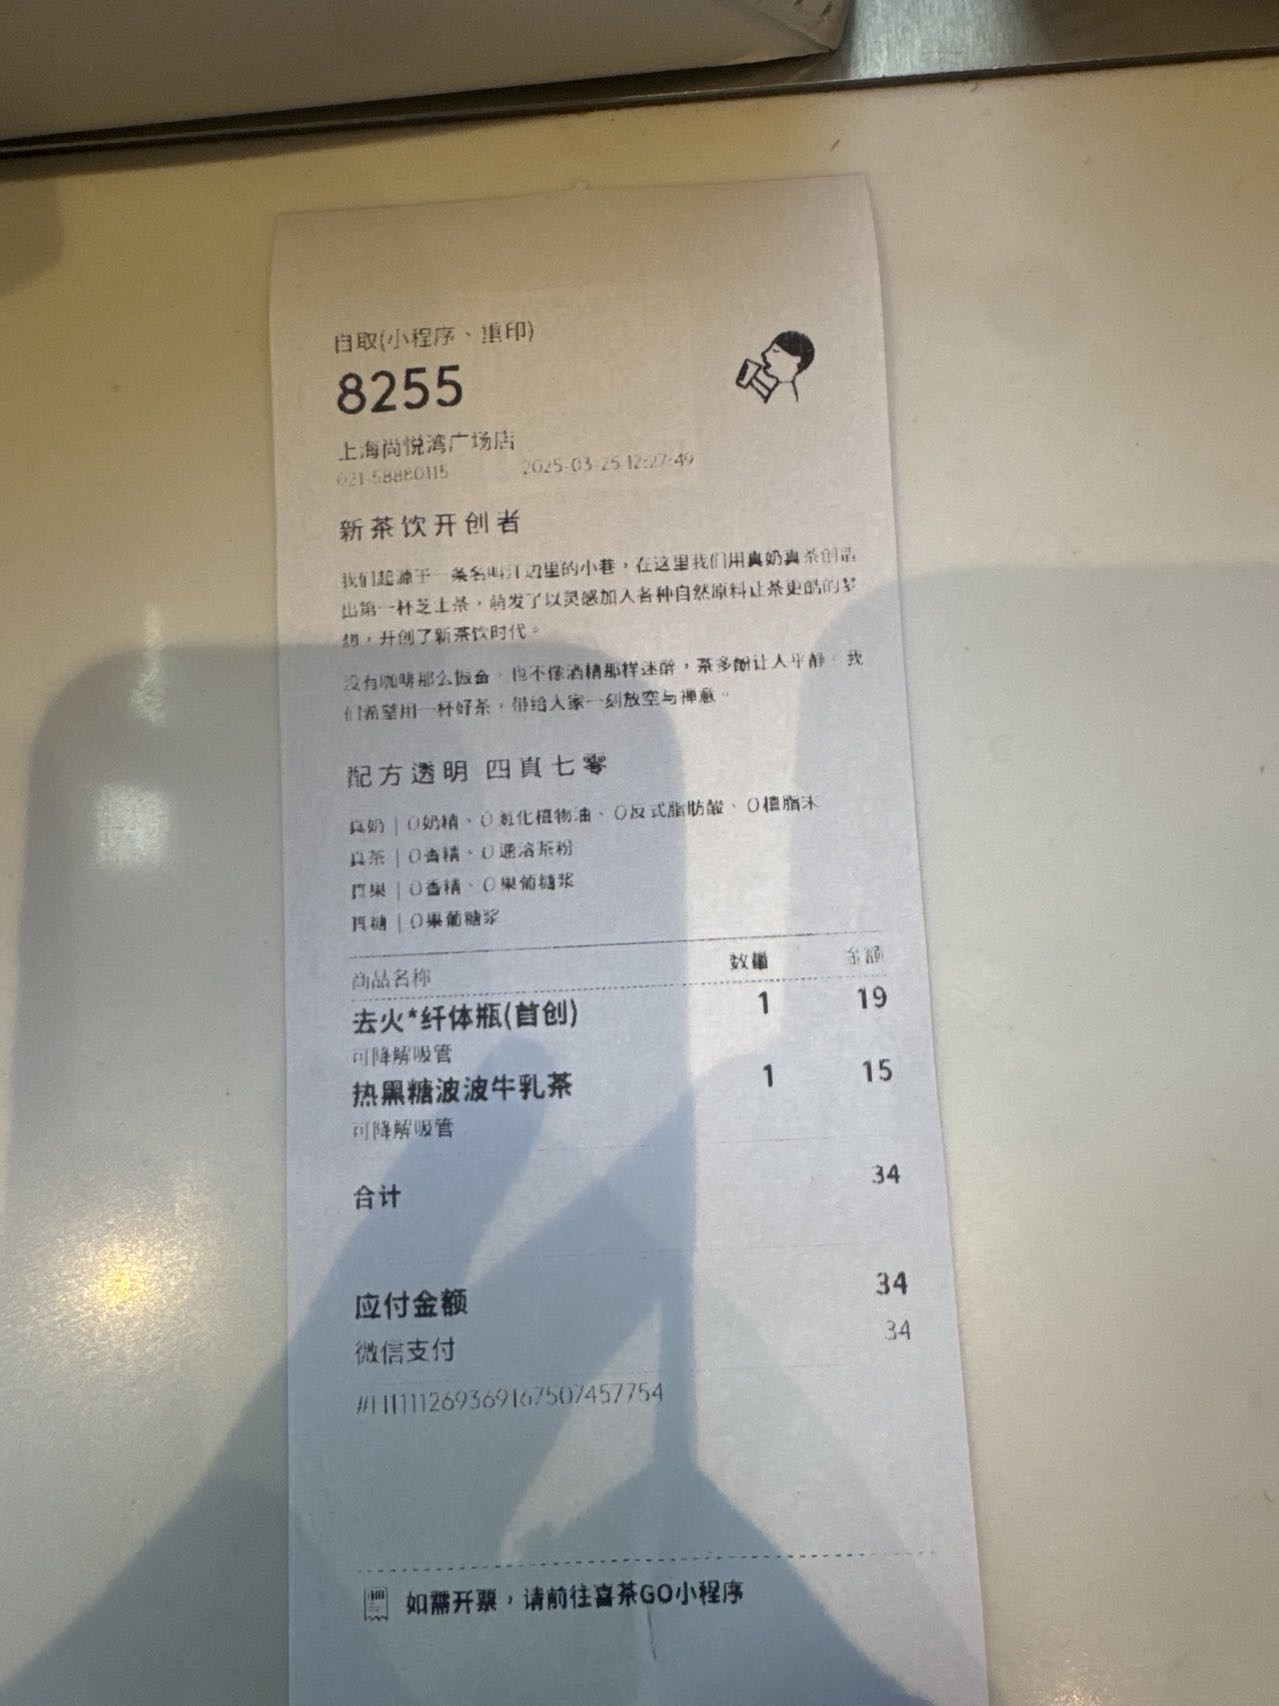 自取(小程序、重印)
8255
上海尚悦湾广场店
021-58880115 2025-03-25 12:27:49
新茶饮开创者
我们起源于一条名叫江边里的小巷，在这里我们用真奶真茶创造
出第一杯芝士茶，萌发了以灵感加入各种自然原料让茶更酷的梦
想，开创了新茶饮时代。
没有咖啡那么振奋，也不像酒精那样迷醉，茶多酚让人平静。我
们希望用一杯好茶，带给人家一刻放空与禅意。
配方透明 四真七零
真奶｜0奶精、0氢化植物油、0反式脂肪酸、0植脂末
真茶｜0香精、0速溶茶粉
真果｜0香精、0果葡糖浆
真糖｜0果葡糖浆
商品名称 数量 金额
去火*纤体瓶(首创) 1 19
可降解吸管
热黑糖波波牛乳茶 1 15
可降解吸管
合计 34
应付金额 34
微信支付 34
#H1111269369167507457754
如需开票，请前往喜茶GO小程序